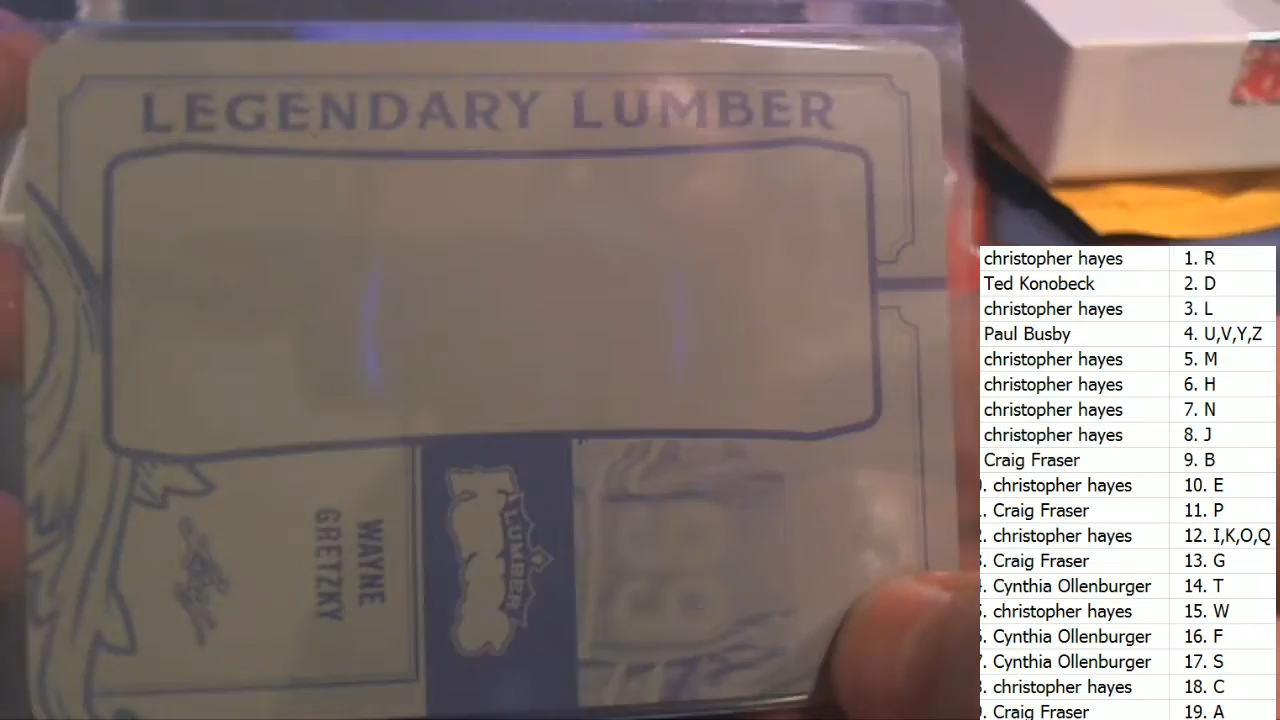 LEGENDARY LUMBER
WAYNE
GRETZKY
LUMBER
99
christopher hayes 1. R
Ted Konobeck 2. D
christopher hayes 3. L
Paul Busby 4. U,V,Y,Z
christopher hayes 5. M
christopher hayes 6. H
christopher hayes 7. N
christopher hayes 8. J
Craig Fraser 9. B
. christopher hayes 10. E
. Craig Fraser 11. P
. christopher hayes 12. I,K,O,Q
. Craig Fraser 13. G
. Cynthia Ollenburger 14. T
. christopher hayes 15. W
. Cynthia Ollenburger 16. F
. Cynthia Ollenburger 17. S
. christopher hayes 18. C
. Craig Fraser 19. A